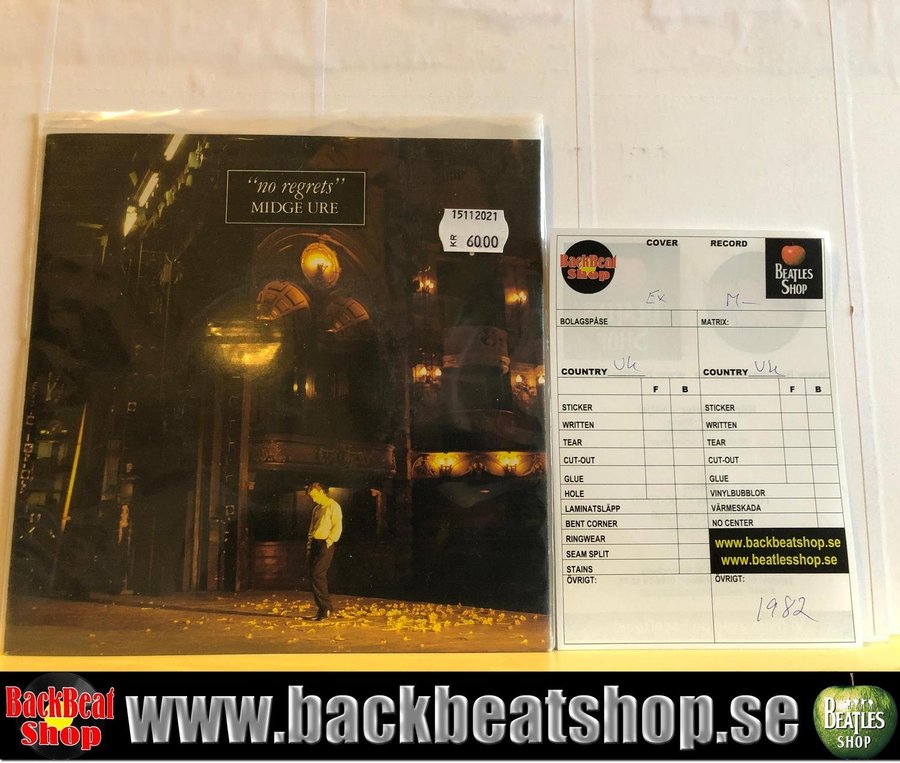 "no regrets"
MIDGE URE
15112021
KR 6000
BackBeat
Shop
COVER RECORD
BEATLES
SHOP
Ex M-
BOLAGSPÅSE MATRIX:
COUNTRY Uk COUNTRY Uk
F B F B
STICKER STICKER
WRITTEN WRITTEN
TEAR TEAR
CUT-OUT CUT-OUT
GLUE GLUE
HOLE VINYLBUBBLOR
LAMINATSLÄPP VÄRMESKADA
BENT CORNER NO CENTER
RINGWEAR
SEAM SPLIT
STAINS
www.backbeatshop.se
www.beatlesshop.se
ÖVRIGT: ÖVRIGT:
1982
BackBeat
Shop
www.backbeatshop.se
BEATLES
SHOP